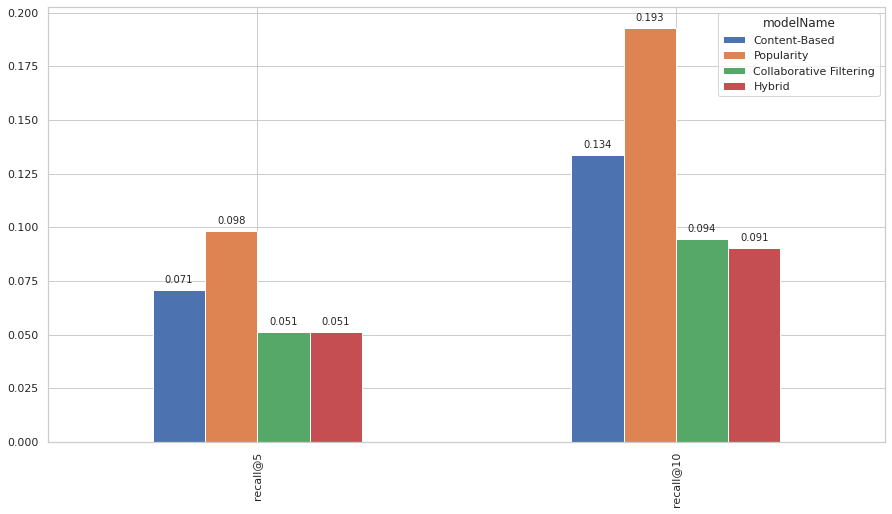 0.200
0.175
0.150
0.125
0.100
0.075
0.050
0.025
0.000
0.071
0.098
0.051
0.051
0.134
0.193
0.094
0.091
modelName
Content-Based
Popularity
Collaborative Filtering
Hybrid
recall@5
recall@10